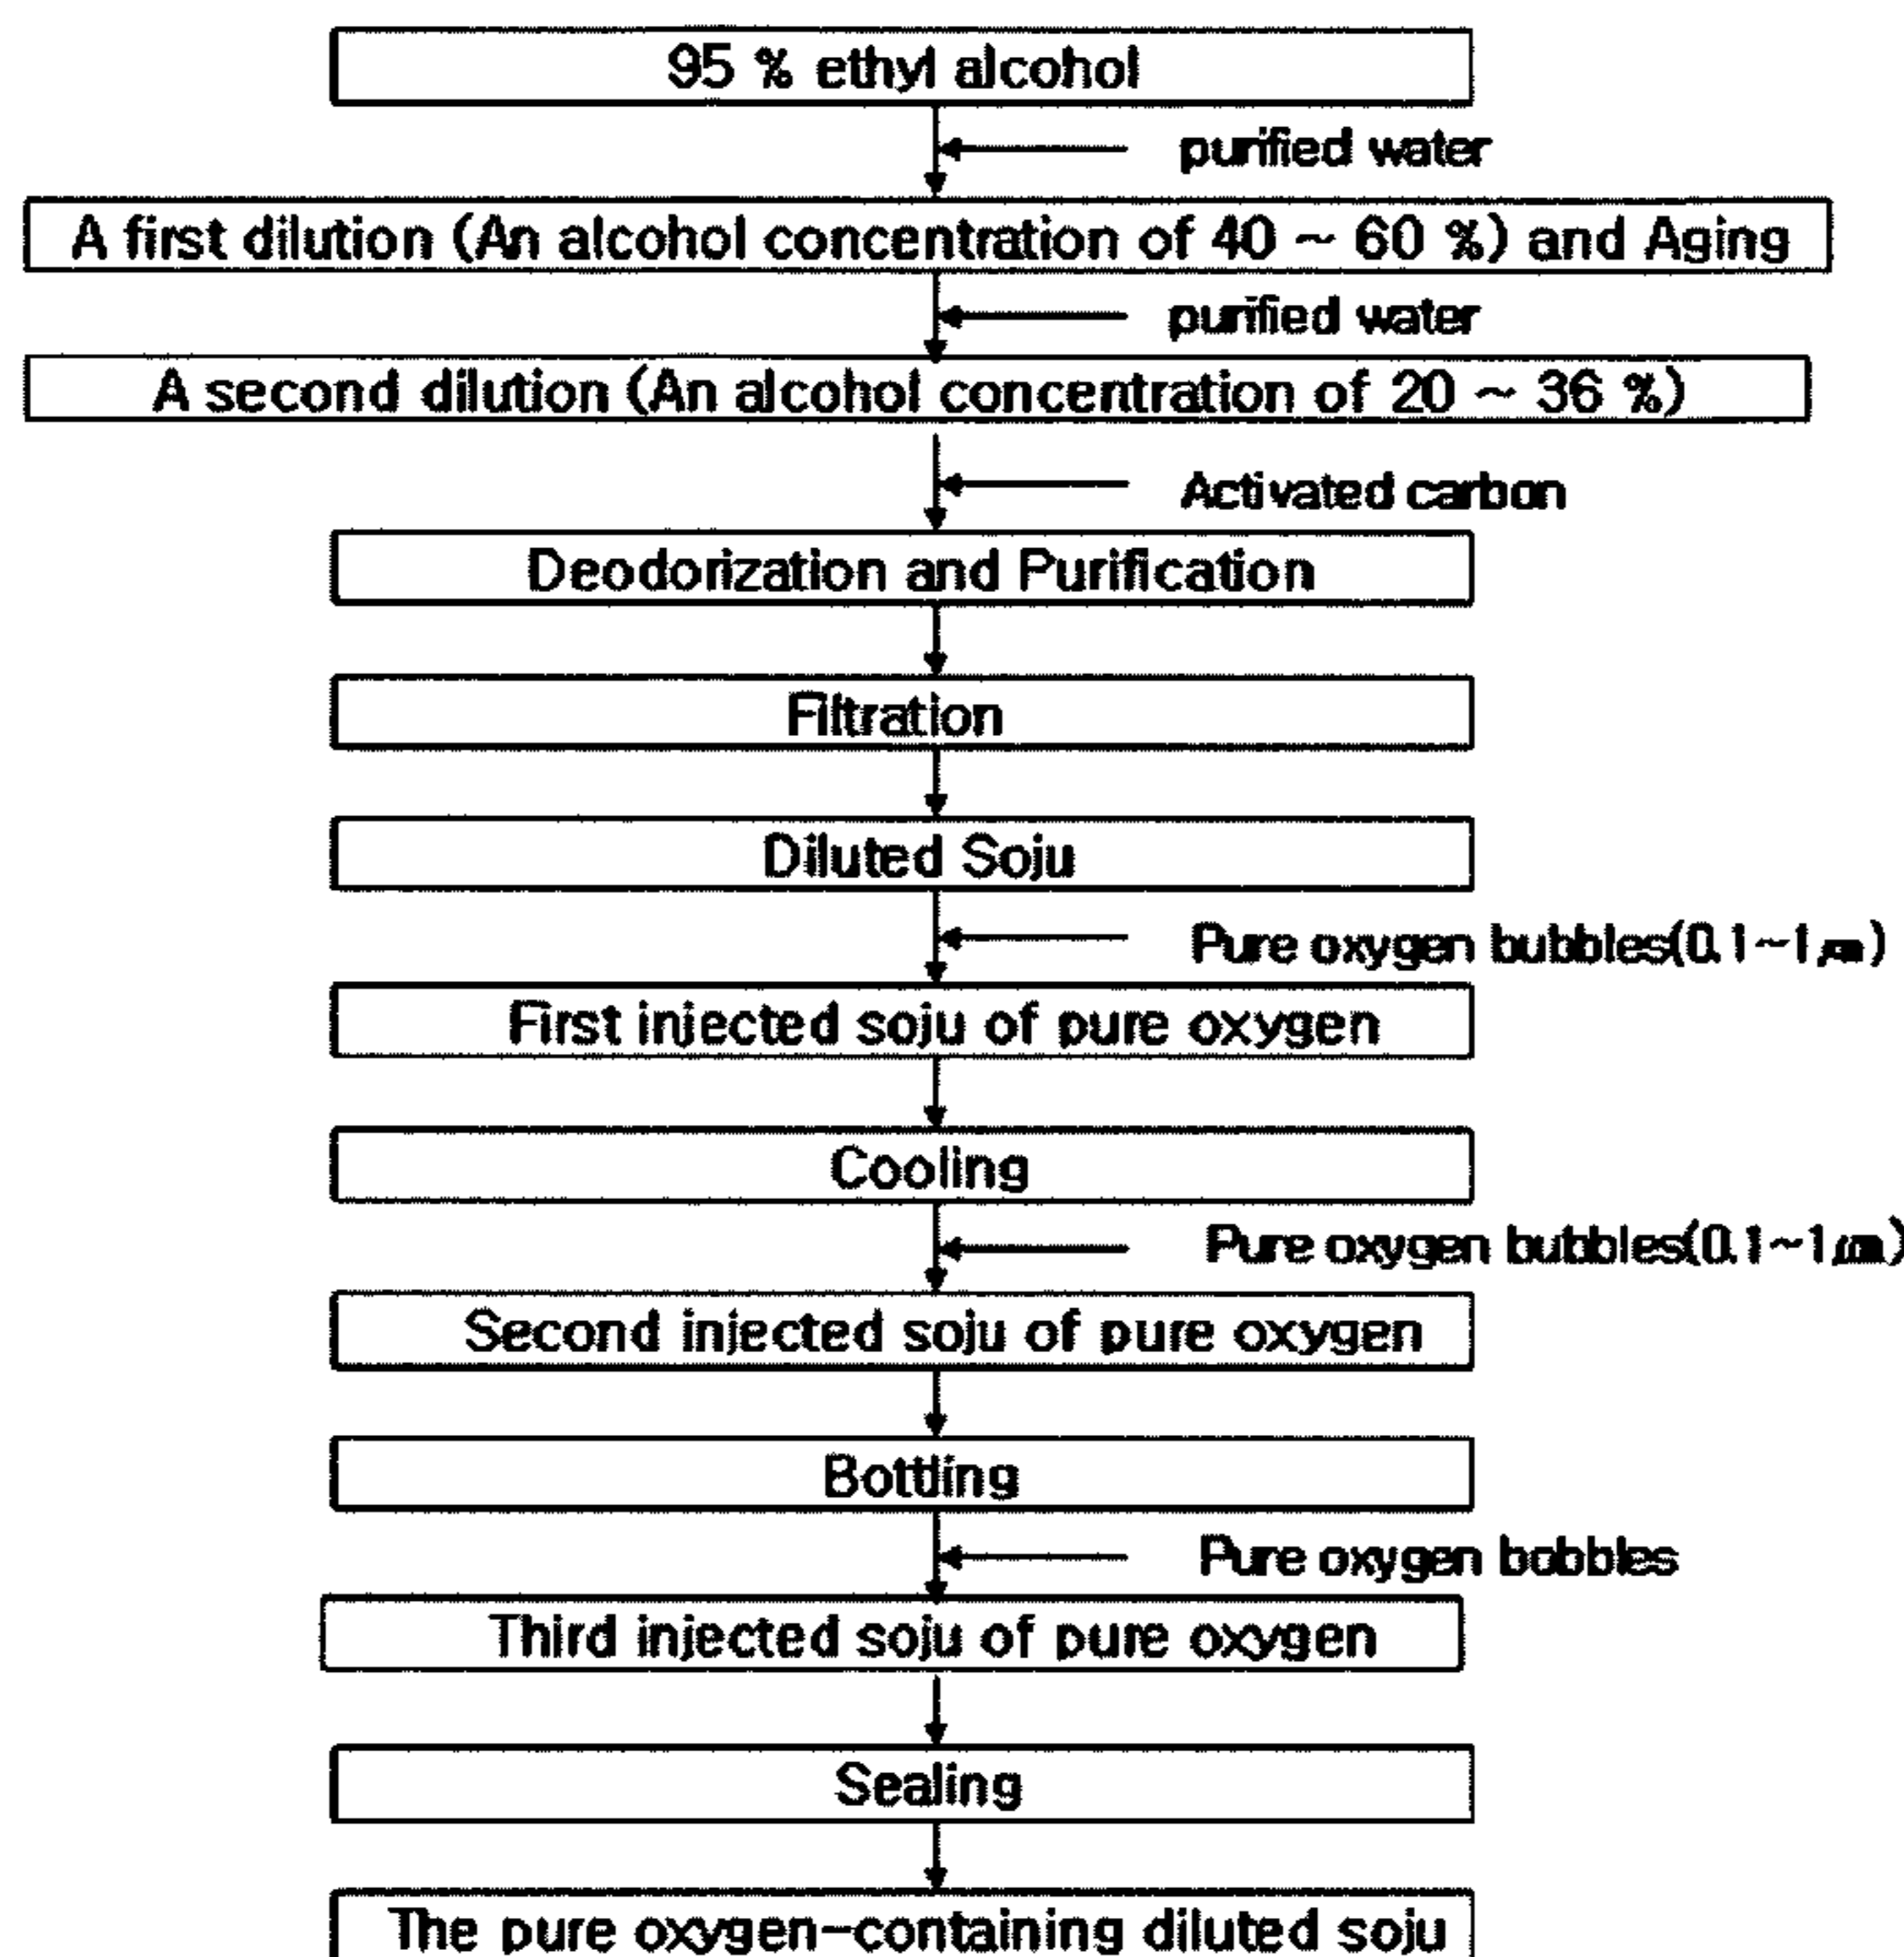 95 % ethyl alcohol
purified water
A first dilution (An alcohol concentration of 40 ~ 60 %) and Aging
purified water
A second dilution (An alcohol concentration of 20 ~ 36 %)
Activated carbon
Deodorization and Purification
Filtration
Diluted Soju
Pure oxygen bubbles(0.1~1㎛)
First injected soju of pure oxygen
Cooling
Pure oxygen bubbles(0.1~1㎛)
Second injected soju of pure oxygen
Bottling
Pure oxygen bobbles
Third injected soju of pure oxygen
Sealing
The pure oxygen-containing diluted soju